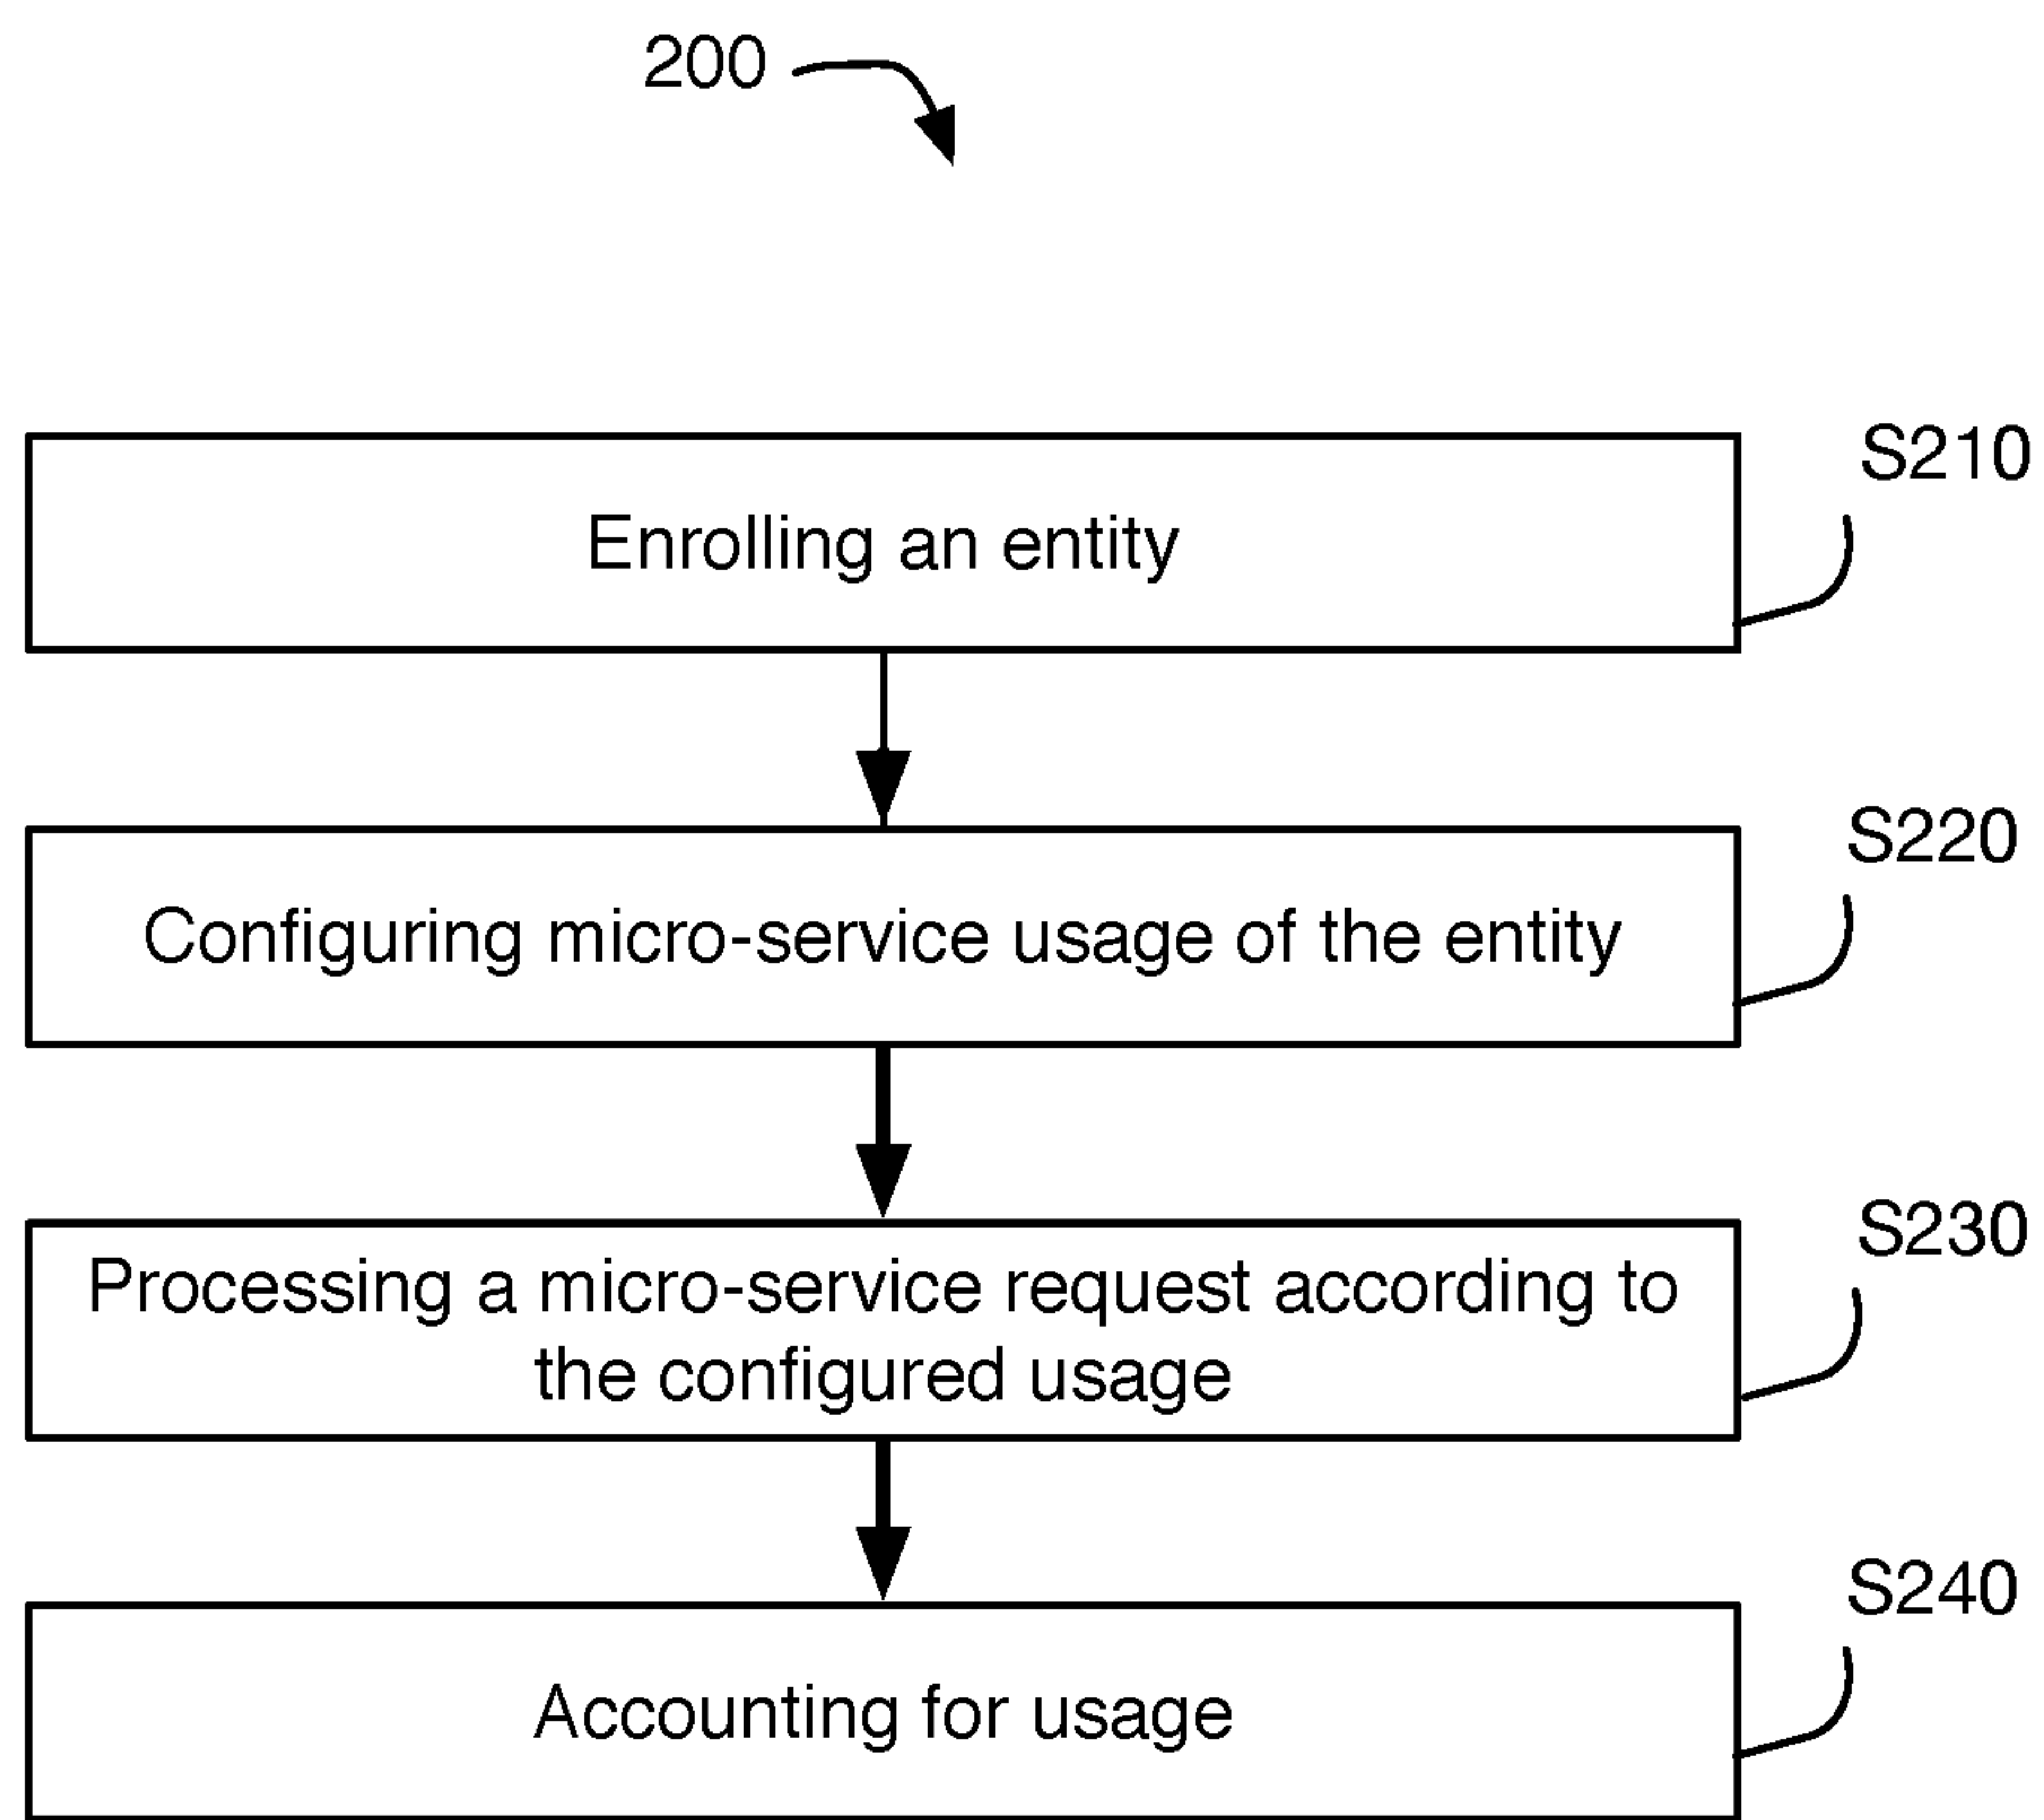 200
S210
Enrolling an entity
S220
Configuring micro-service usage of the entity
S230
Processing a micro-service request according to
the configured usage
S240
Accounting for usage